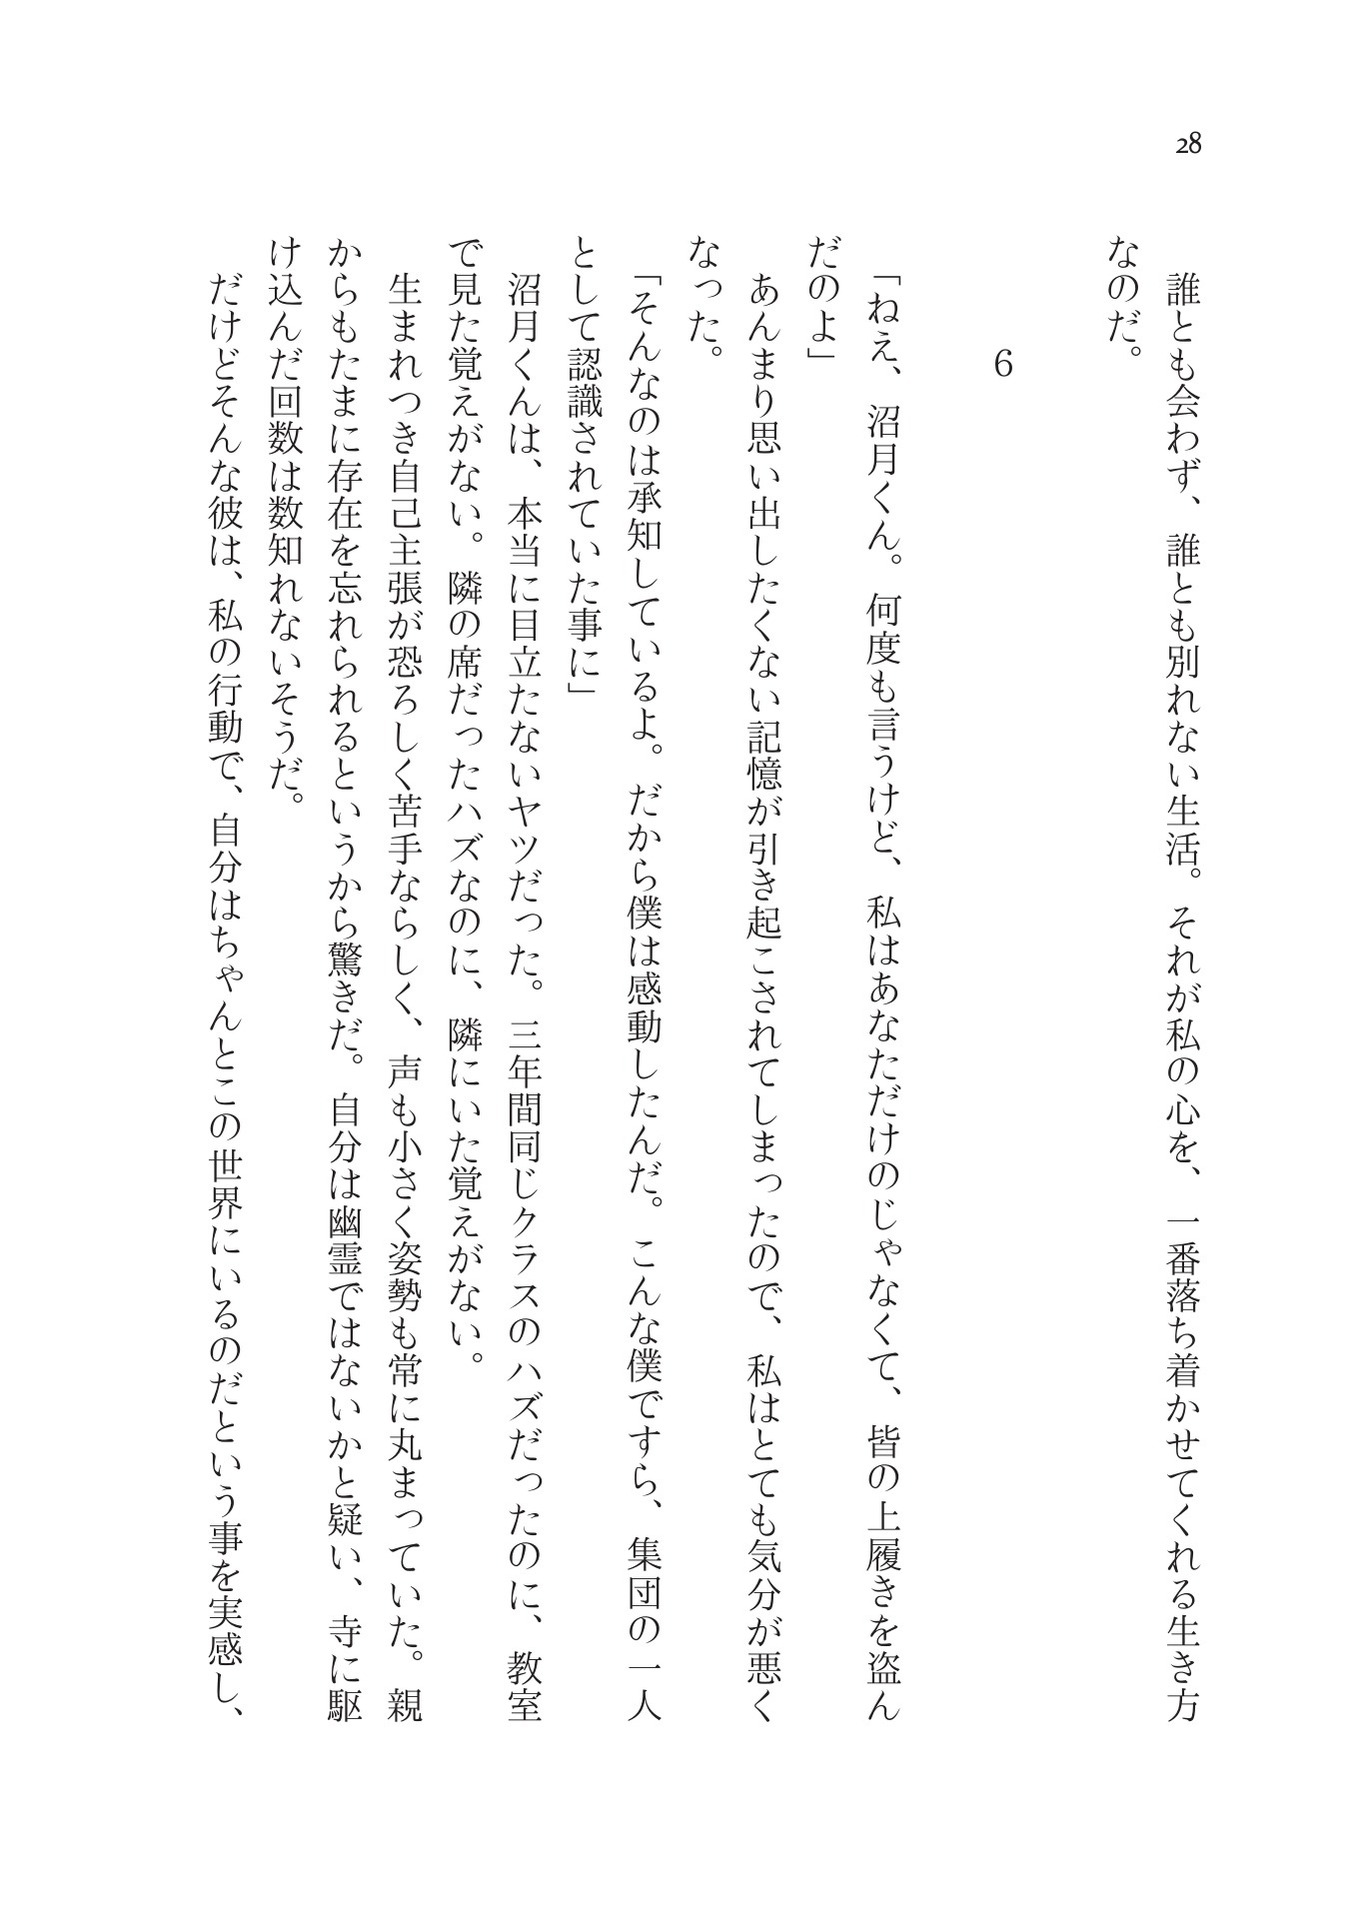 28
　誰とも会わず、誰とも別れない生活。それが私の心を、一番落ち着かせてくれる生き方
なのだ。
6
「ねえ、沼月くん。何度も言うけど、私はあなただけのじゃなくて、皆の上履きを盗ん
だのよ」
　あんまり思い出したくない記憶が引き起こされてしまったので、私はとても気分が悪く
なった。
「そんなのは承知しているよ。だから僕は感動したんだ。こんな僕ですら、集団の一人
として認識されていた事に」
　沼月くんは、本当に目立たないヤツだった。三年間同じクラスのハズだったのに、教室
で見た覚えがない。隣の席だったハズなのに、隣にいた覚えがない。
　生まれつき自己主張が恐ろしく苦手ならしく、声も小さく姿勢も常に丸まっていた。親
からもたまに存在を忘れられるというから驚きだ。自分は幽霊ではないかと疑い、寺に駆
け込んだ回数は数知れないそうだ。
　だけどそんな彼は、私の行動で、自分はちゃんとこの世界にいるのだという事を実感し、